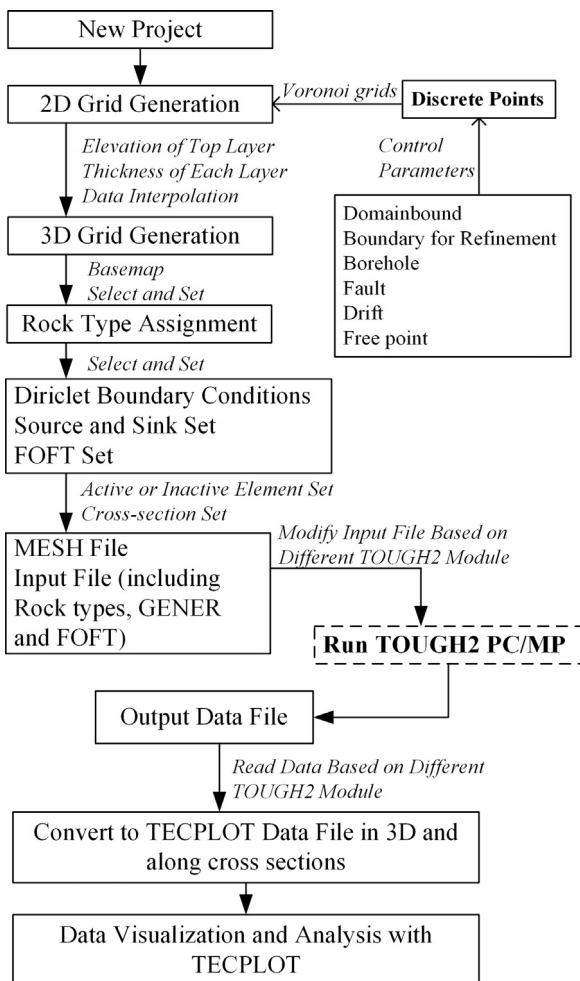 New Project
2D Grid Generation
Voronoi grids
Discrete Points
Elevation of Top Layer
Thickness of Each Layer
Data Interpolation
Control
Parameters
Domainbound
Boundary for Refinement
Borehole
Fault
Drift
Free point
3D Grid Generation
Basemap
Select and Set
Rock Type Assignment
Select and Set
Diriclet Boundary Conditions
Source and Sink Set
FOFT Set
Active or Inactive Element Set
Cross-section Set
MESH File
Input File (including
Rock types, GENER
and FOFT)
Modify Input File Based on
Different TOUGH2 Module
Run TOUGH2 PC/MP
Output Data File
Read Data Based on Different
TOUGH2 Module
Convert to TECPLOT Data File in 3D and
along cross sections
Data Visualization and Analysis with
TECPLOT